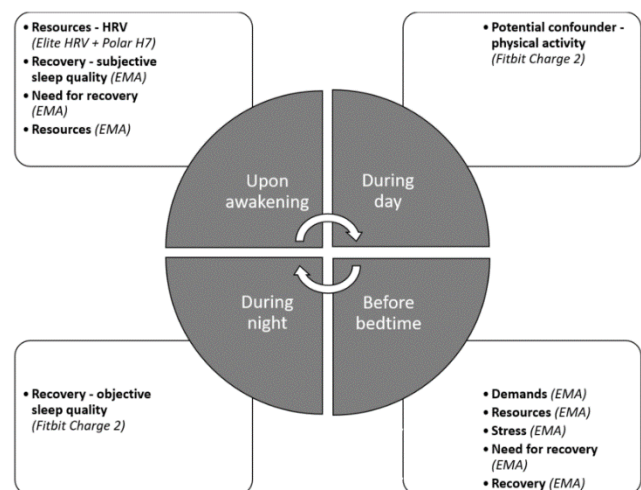 • Resources - HRV
(Elite HRV + Polar H7)
• Recovery - subjective
sleep quality (EMA)
• Need for recovery
(EMA)
• Resources (EMA)
• Potential confounder -
physical activity
(Fitbit Charge 2)
Upon
awakening
During
day
During
night
Before
bedtime
• Recovery - objective
sleep quality
(Fitbit Charge 2)
• Demands (EMA)
• Resources (EMA)
• Stress (EMA)
• Need for recovery
(EMA)
• Recovery (EMA)